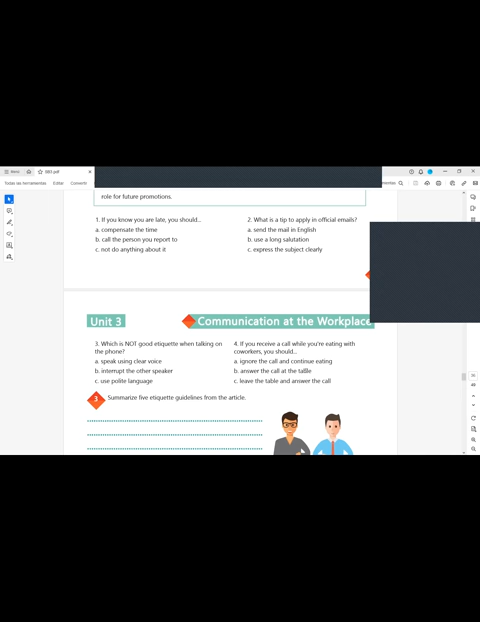 Menú
BB3.pdf
Todas las herramientas Editar Convertir
role for future promotions.
1. If you know you are late, you should...
a. compensate the time
b. call the person you report to
c. not do anything about it
2. What is a tip to apply in official emails?
a. send the mail in English
b. use a long salutation
c. express the subject clearly
Unit 3
Communication at the Workplace
3. Which is NOT good etiquette when talking on
the phone?
a. speak using clear voice
b. interrupt the other speaker
c. use polite language
4. If you receive a call while you're eating with
coworkers, you should...
a. ignore the call and continue eating
b. answer the call at the tallle
c. leave the table and answer the call
3 Summarize five etiquette guidelines from the article.